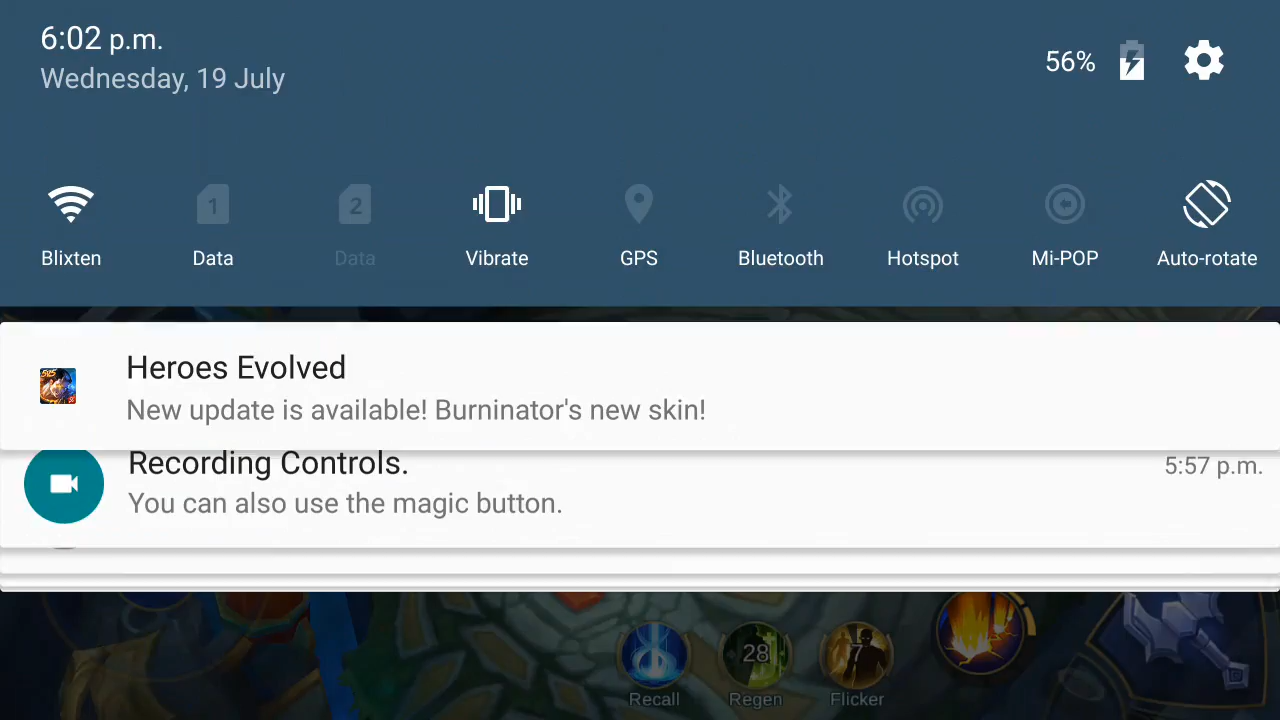 6:02 p.m.
Wednesday, 19 July
56%
1
2
Blixten
Data
Data
Vibrate
GPS
Bluetooth
Hotspot
Mi-POP
Auto-rotate
Heroes Evolved
New update is available! Burninator's new skin!
Recording Controls.
5:57 p.m.
You can also use the magic button.
28
7
Recall
Regen
Flicker